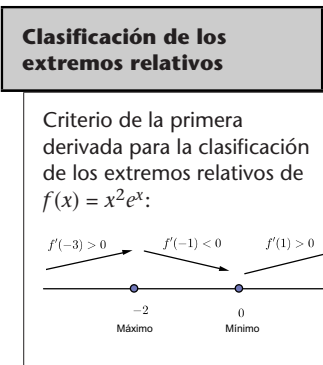 Clasificación de los
extremos relativos
Criterio de la primera
derivada para la clasificación
de los extremos relativos de
f(x) = x²eˣ:
f′(−3) > 0 f′(−1) < 0 f′(1) > 0
−2 0
Máximo Mínimo